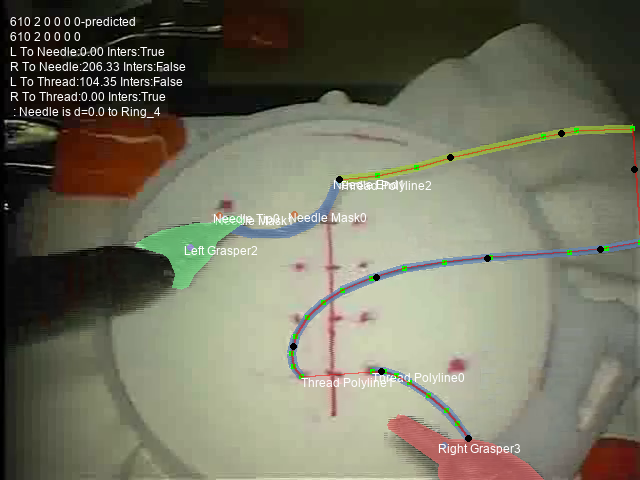 610 2 0 0 0 0-predicted
610 2 0 0 0 0
L To Needle:0.00 Inters:True
R To Needle:206.33 Inters:False
L To Thread:104.35 Inters:False
R To Thread:0.00 Inters:True
: Needle is d=0.0 to Ring_4
Thread Polyline2
Needle Mask0
Left Grasper2
Thread Polyline0
Thread Polyline1
Right Grasper3